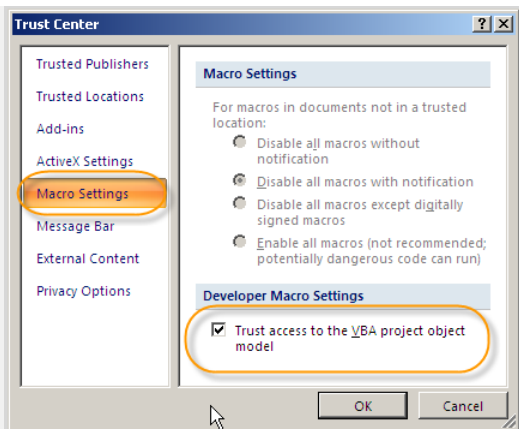 Trust Center
Trusted Publishers
Trusted Locations
Add-ins
ActiveX Settings
Macro Settings
Message Bar
External Content
Privacy Options
Macro Settings
For macros in documents not in a trusted
location:
Disable all macros without
notification
Disable all macros with notification
Disable all macros except digitally
signed macros
Enable all macros (not recommended;
potentially dangerous code can run)
Developer Macro Settings
Trust access to the VBA project object
model
OK
Cancel